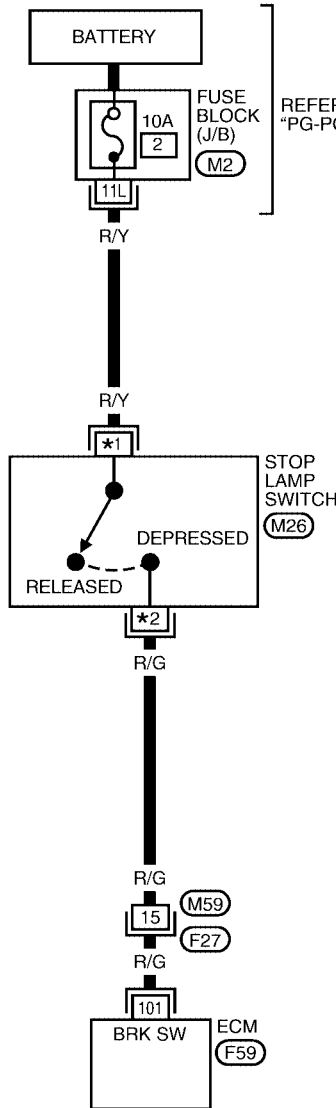 BATTERY
FUSE
BLOCK
(J/B)
10A
2
M2
REFER
"PG-PO
11L
R/Y
R/Y
*1
STOP
LAMP
SWITCH
M26
DEPRESSED
RELEASED
*2
R/G
R/G
15
M59
F27
R/G
101
BRK SW
ECM
F59